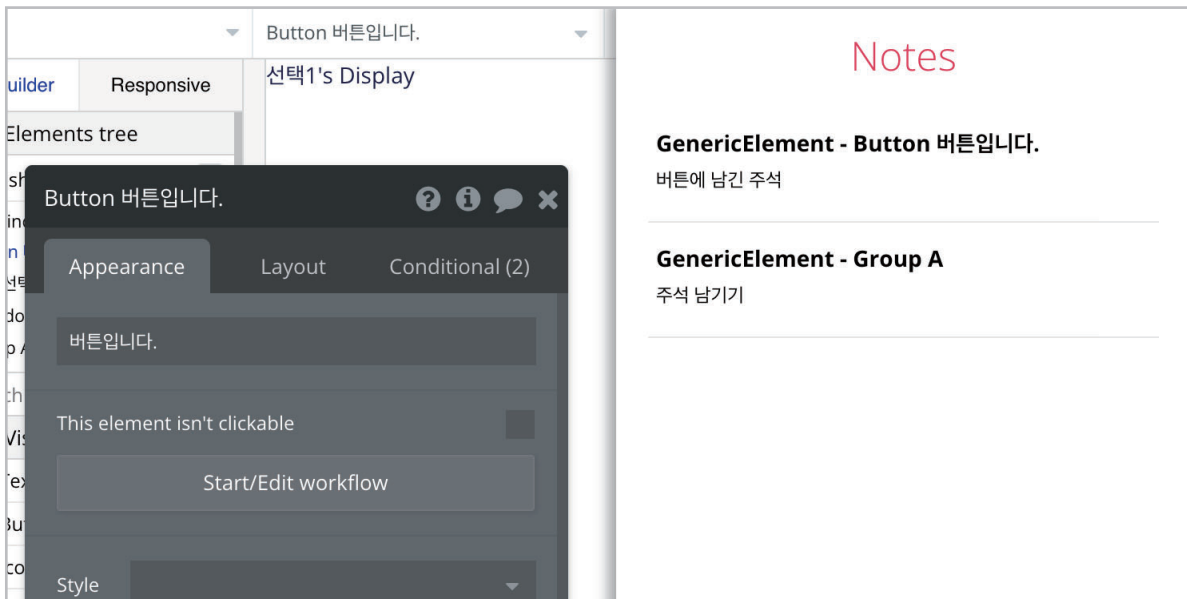 Button 버튼입니다.
선택1's Display
uilder
Responsive
Elements tree
Button 버튼입니다.
Appearance
Layout
Conditional (2)
버튼입니다.
This element isn't clickable
Start/Edit workflow
Style
Notes
GenericElement - Button 버튼입니다.
버튼에 남긴 주석
GenericElement - Group A
주석 남기기